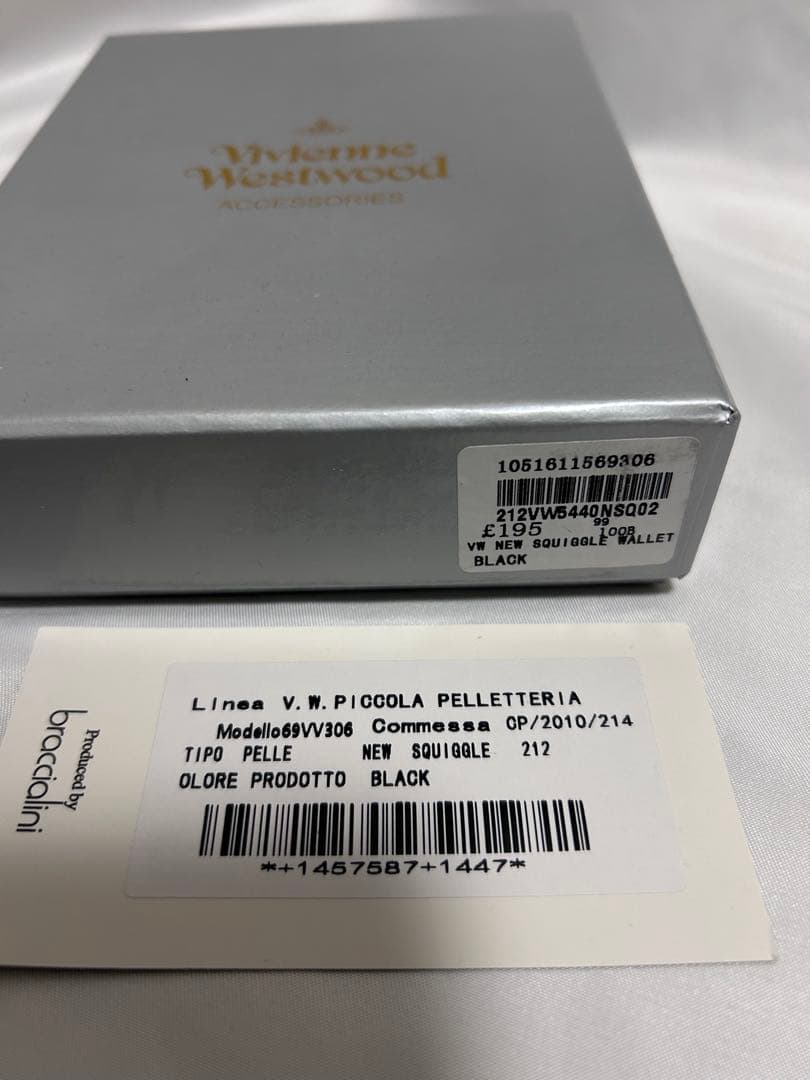 Vivienne
Westwood
ACCESSORIES
1051611569306
212VW5440NSQ02
£195 99 100B
VW NEW SQUIGGLE WALLET
BLACK
Linea V.W.PICCOLA PELLETTERIA
Modello69VV306 Commessa CP/2010/214
TIPO PELLE NEW SQUIGGLE 212
OLORE PRODOTTO BLACK
*+1457587+1447*
Produced by
braccialini